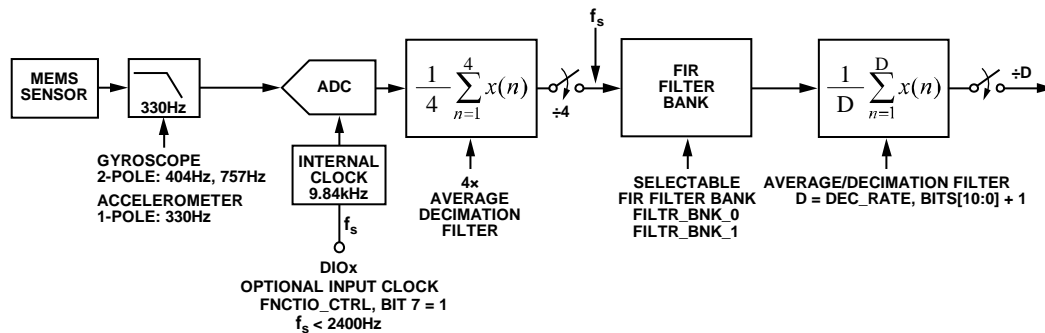 MEMS
SENSOR
330Hz
GYROSCOPE
2-POLE: 404Hz, 757Hz
ACCELEROMETER
1-POLE: 330Hz
ADC
INTERNAL
CLOCK
9.84kHz
fs
DIOx
OPTIONAL INPUT CLOCK
FNCTIO_CTRL, BIT 7 = 1
fs < 2400Hz
1/4 4∑n=1 x(n)
÷4
4×
AVERAGE
DECIMATION
FILTER
fs
FIR
FILTER
BANK
SELECTABLE
FIR FILTER BANK
FILTR_BNK_0
FILTR_BNK_1
1/D D∑n=1 x(n)
÷D
AVERAGE/DECIMATION FILTER
D = DEC_RATE, BITS[10:0] + 1